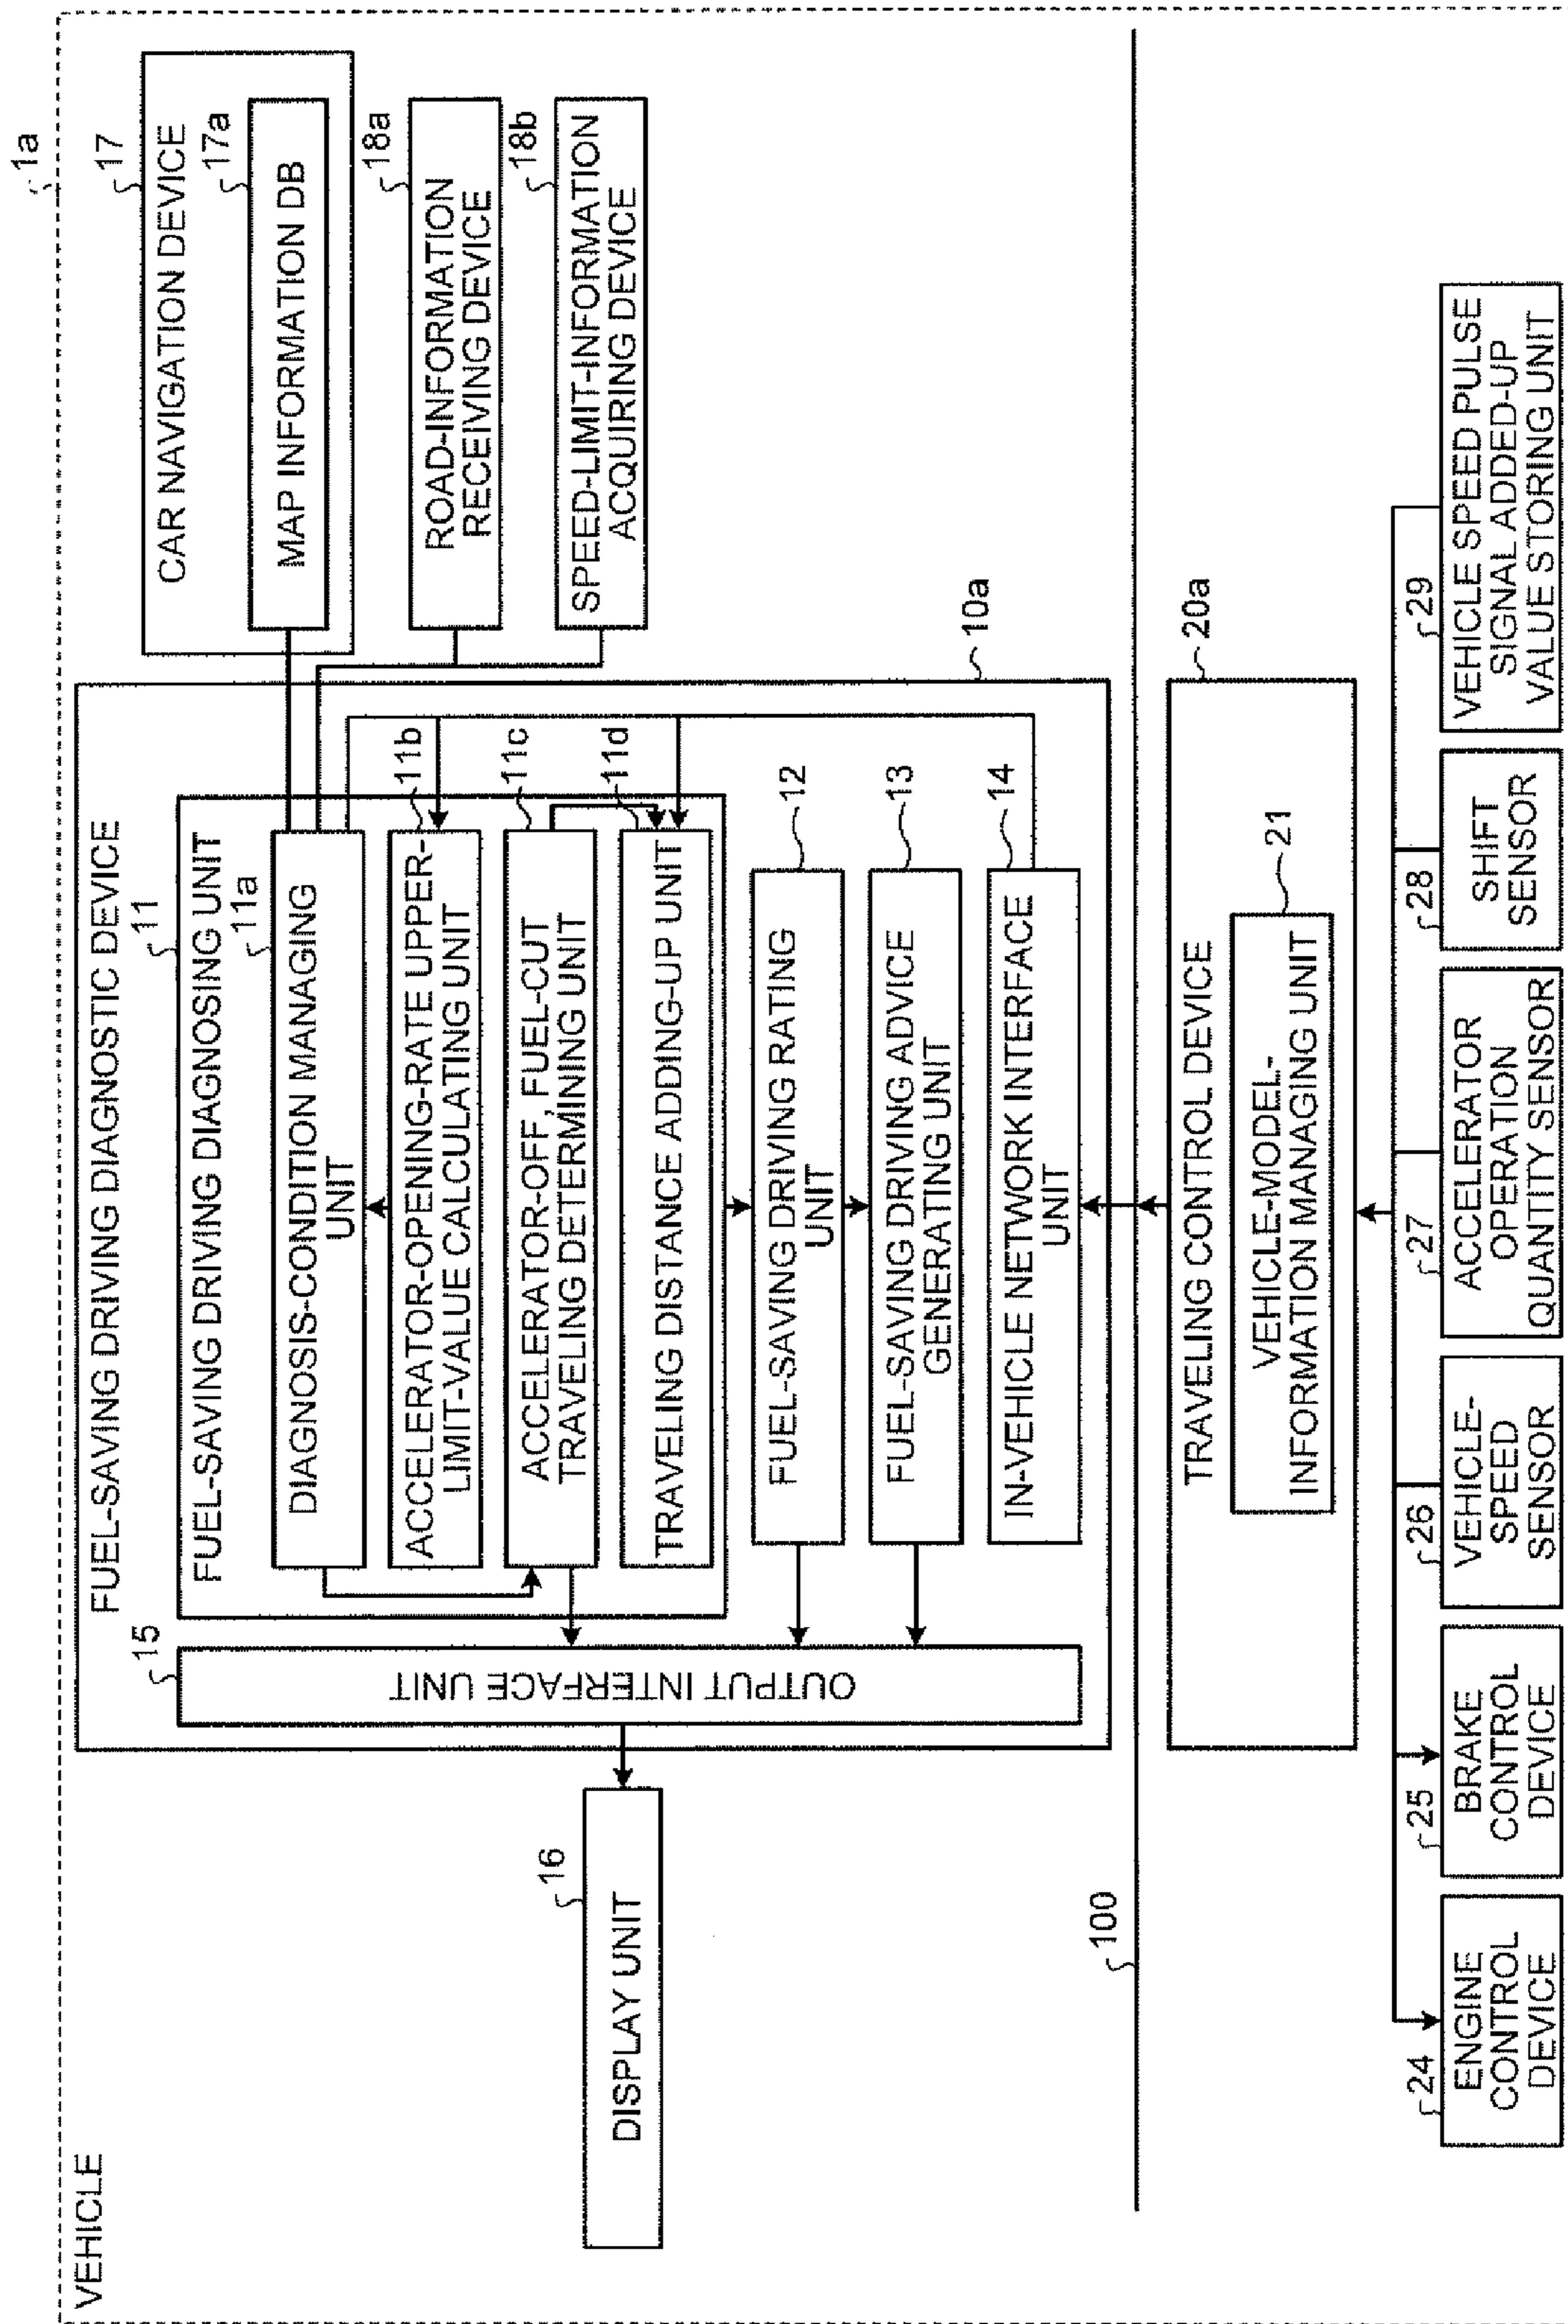 VEHICLE
1a
FUEL-SAVING DRIVING DIAGNOSTIC DEVICE
10a
15
OUTPUT INTERFACE UNIT
11
FUEL-SAVING DRIVING DIAGNOSING UNIT
11a
DIAGNOSIS-CONDITION MANAGING
UNIT
11b
ACCELERATOR-OPENING-RATE UPPER-
LIMIT-VALUE CALCULATING UNIT
11c
ACCELERATOR-OFF, FUEL-CUT
TRAVELING DETERMINING UNIT
11d
TRAVELING DISTANCE ADDING-UP UNIT
FUEL-SAVING DRIVING RATING
UNIT
12
FUEL-SAVING DRIVING ADVICE
GENERATING UNIT
13
IN-VEHICLE NETWORK INTERFACE
UNIT
14
16
DISPLAY UNIT
17
CAR NAVIGATION DEVICE
17a
MAP INFORMATION DB
18a
ROAD-INFORMATION
RECEIVING DEVICE
18b
SPEED-LIMIT-INFORMATION
ACQUIRING DEVICE
100
20a
TRAVELING CONTROL DEVICE
21
VEHICLE-MODEL-
INFORMATION MANAGING UNIT
24
ENGINE
CONTROL
DEVICE
25
BRAKE
CONTROL
DEVICE
26
VEHICLE-
SPEED
SENSOR
27
ACCELERATOR
OPERATION
QUANTITY SENSOR
28
SHIFT
SENSOR
29
VEHICLE SPEED PULSE
SIGNAL ADDED-UP
VALUE STORING UNIT